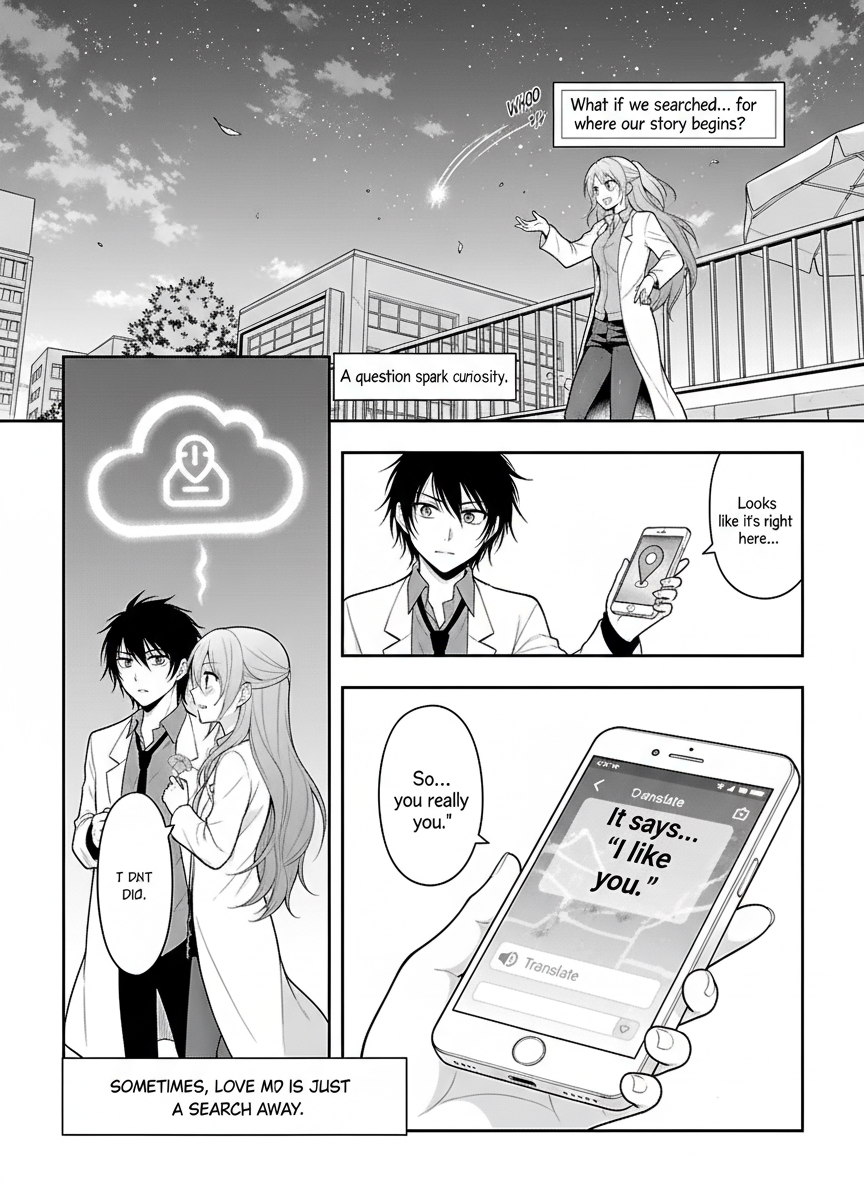 WHOO
What if we searched... for
where our story begins?
A question spark curiosity.
Looks
like it's right
here...
So...
you really
you."
It says...
“I like
you.”
Translate
T DNT
DIO.
SOMETIMES, LOVE MD IS JUST
A SEARCH AWAY.